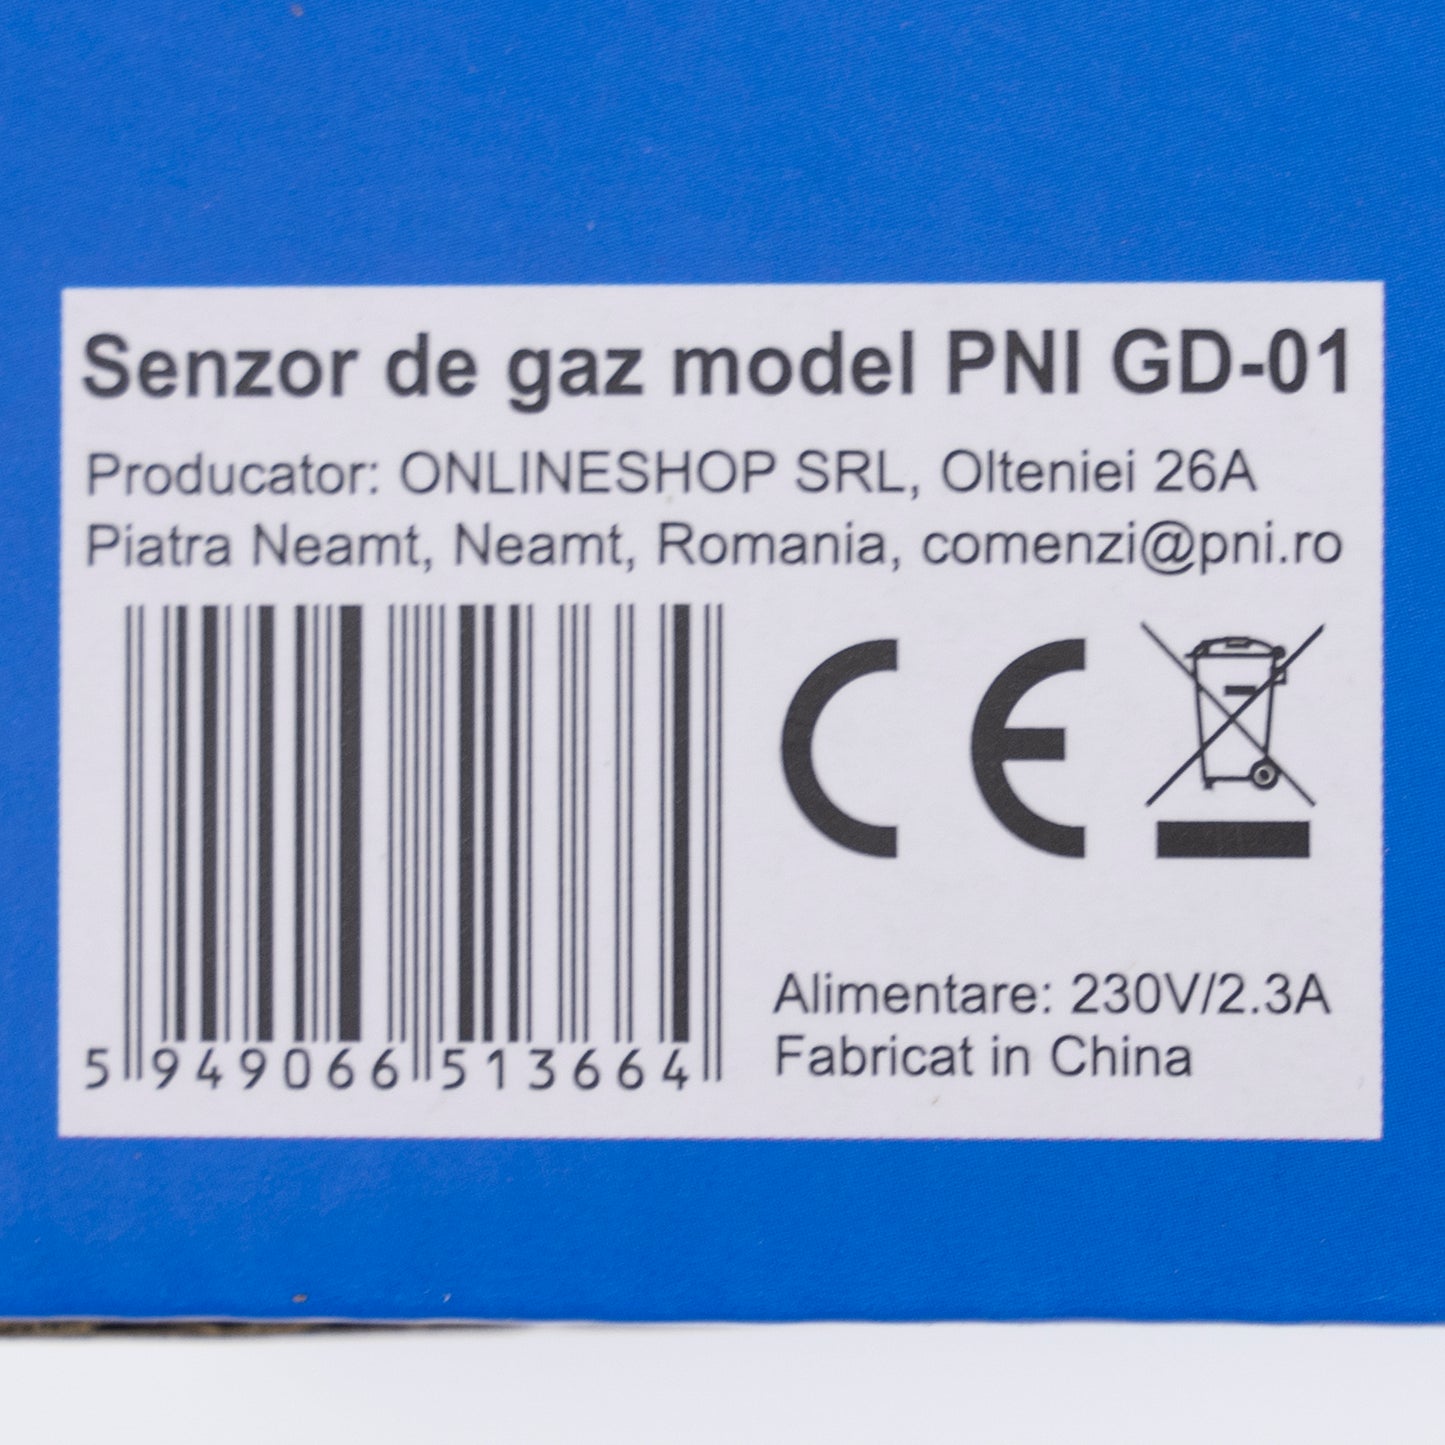 Senzor de gaz model PNI GD-01
Producator: ONLINESHOP SRL, Olteniei 26A
Piatra Neamt, Neamt, Romania, comenzi@pni.ro
CE
5 949066 513664
Alimentare: 230V/2.3A
Fabricat in China